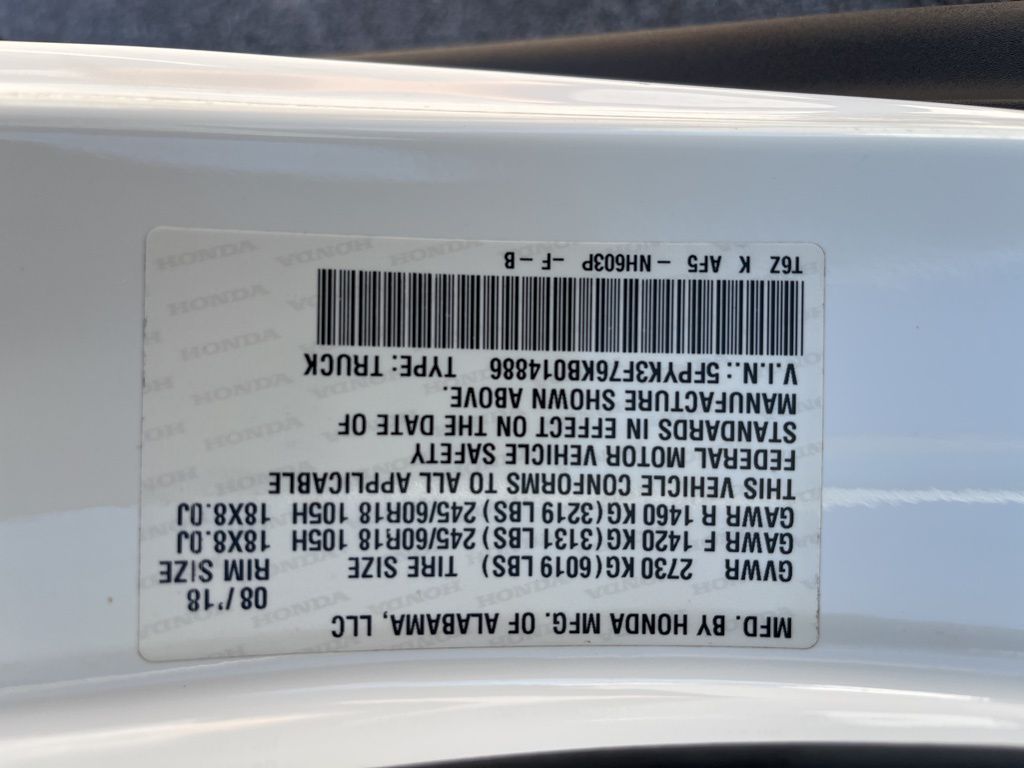 MFD. BY HONDA MFG. OF ALABAMA, LLC
08/'18
GVWR 2730 KG (6019 LBS) TIRE SIZE RIM SIZE
GAWR F 1420 KG (3131 LBS) 245/60R18 105H 18X8.0J
GAWR R 1460 KG (3219 LBS) 245/60R18 105H 18X8.0J
THIS VEHICLE CONFORMS TO ALL APPLICABLE
FEDERAL MOTOR VEHICLE SAFETY
STANDARDS IN EFFECT ON THE DATE OF
MANUFACTURE SHOWN ABOVE.
V.I.N.: 5FPYK3F76KB014886 TYPE: TRUCK
T6Z K AF5 - NH603P -F-B